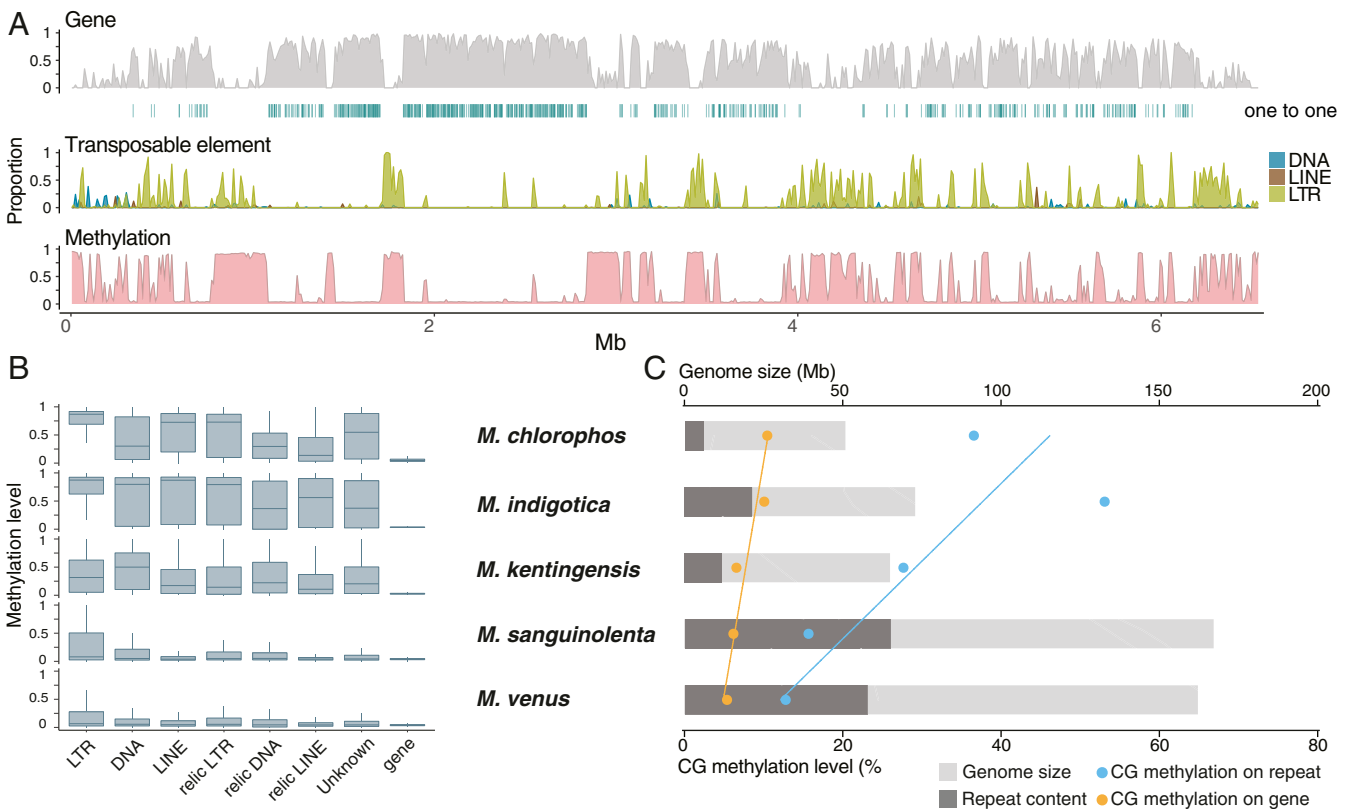 A
Gene
1
0.5
0
one to one
Transposable element
1
0.5
0
Proportion
DNA
LINE
LTR
Methylation
1
0.5
0
0 2 4 6
Mb
B
Methylation level
1
0.5
0
1
0.5
0
1
0.5
0
1
0.5
0
1
0.5
0
LTR DNA LINE relic LTR relic DNA relic LINE Unknown gene
C
Genome size (Mb)
0 50 100 150 200
M. chlorophos
M. indigotica
M. kentingensis
M. sanguinolenta
M. venus
0 20 40 60 80
CG methylation level (%
Genome size
Repeat content
CG methylation on repeat
CG methylation on gene